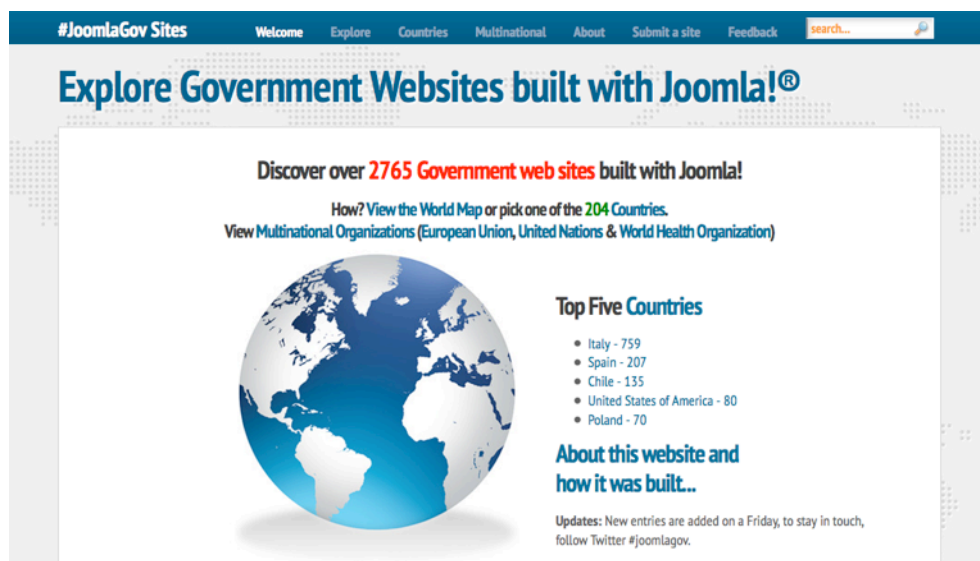 #JoomlaGov Sites Welcome Explore Countries Multinational About Submit a site Feedback search...
Explore Government Websites built with Joomla!®
Discover over 2765 Government web sites built with Joomla!
How? View the World Map or pick one of the 204 Countries.
View Multinational Organizations (European Union, United Nations & World Health Organization)
Top Five Countries
• Italy - 759
• Spain - 207
• Chile - 135
• United States of America - 80
• Poland - 70
About this website and
how it was built...
Updates: New entries are added on a Friday, to stay in touch,
follow Twitter #joomlagov.